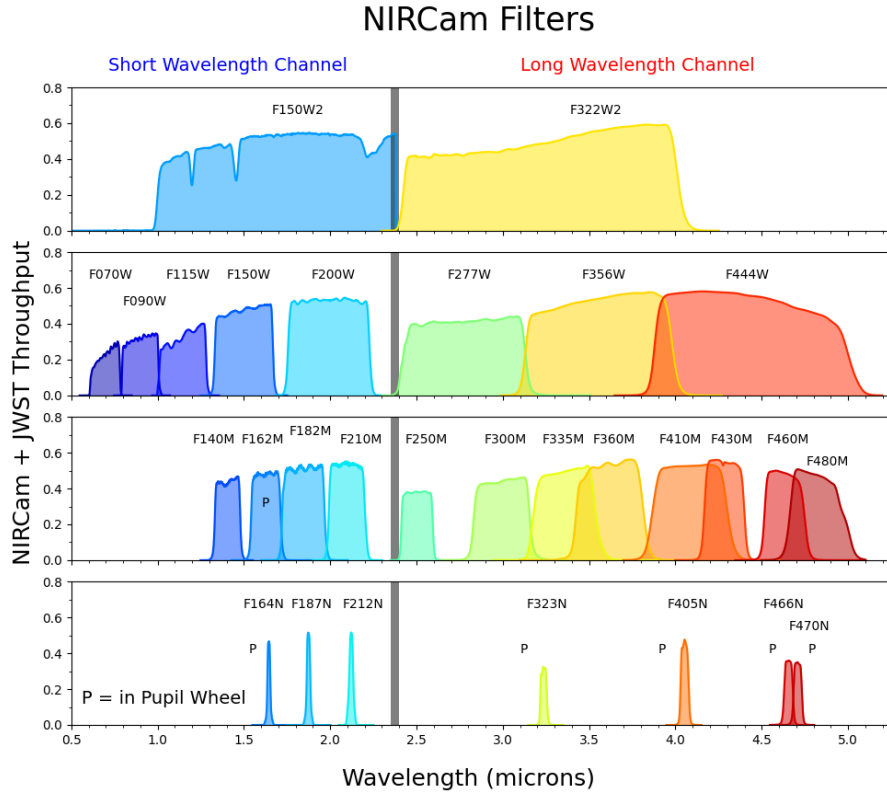 NIRCam Filters
Short Wavelength Channel
Long Wavelength Channel
NIRCam + JWST Throughput
0.8
0.6
0.4
0.2
0.0
F150W2
F322W2
0.8
0.6
0.4
0.2
0.0
F070W
F090W
F115W
F150W
F200W
F277W
F356W
F444W
0.8
0.6
0.4
0.2
0.0
F140M
F162M
P
F182M
F210M
F250M
F300M
F335M
F360M
F410M
F430M
F460M
F480M
0.8
0.6
0.4
0.2
0.0
F164N
F187N
F212N
F323N
F405N
F466N
F470N
P
P
P
P
P
P = in Pupil Wheel
0.5
1.0
1.5
2.0
2.5
3.0
3.5
4.0
4.5
5.0
Wavelength (microns)